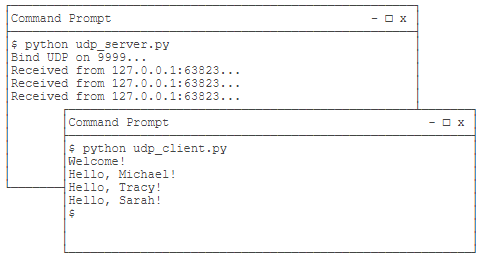 Command Prompt - □ x
$ python udp_server.py
Bind UDP on 9999...
Received from 127.0.0.1:63823...
Received from 127.0.0.1:63823...
Received from 127.0.0.1:63823...
Command Prompt - □ x
$ python udp_client.py
Welcome!
Hello, Michael!
Hello, Tracy!
Hello, Sarah!
$